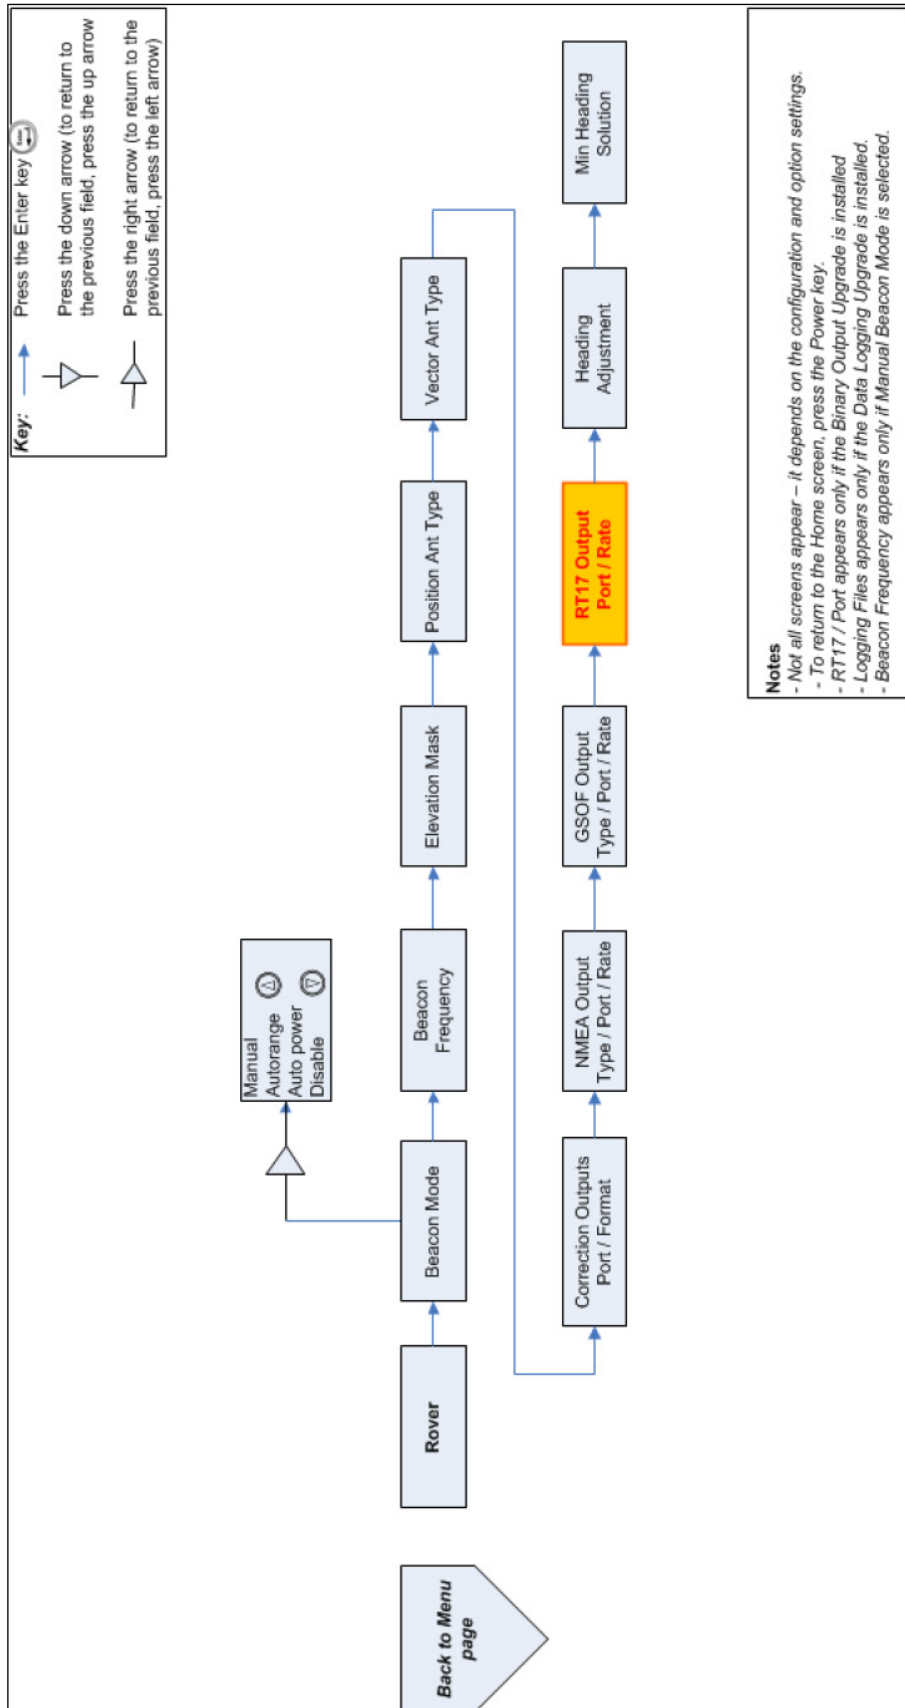 Key:
Press the Enter key
Press the down arrow (to return to
the previous field, press the up arrow
Press the right arrow (to return to the
previous field, press the left arrow)
Manual
Autorange
Auto power
Disable
Back to Menu
page
Rover
Beacon Mode
Beacon
Frequency
Elevation Mask
Position Ant Type
Vector Ant Type
Correction Outputs
Port / Format
NMEA Output
Type / Port / Rate
GSOF Output
Type / Port / Rate
RT17 Output
Port / Rate
Heading
Adjustment
Min Heading
Solution
Notes
- Not all screens appear – it depends on the configuration and option settings.
- To return to the Home screen, press the Power key.
- RT17 / Port appears only if the Binary Output Upgrade is installed
- Logging Files appears only if the Data Logging Upgrade is installed.
- Beacon Frequency appears only if Manual Beacon Mode is selected.